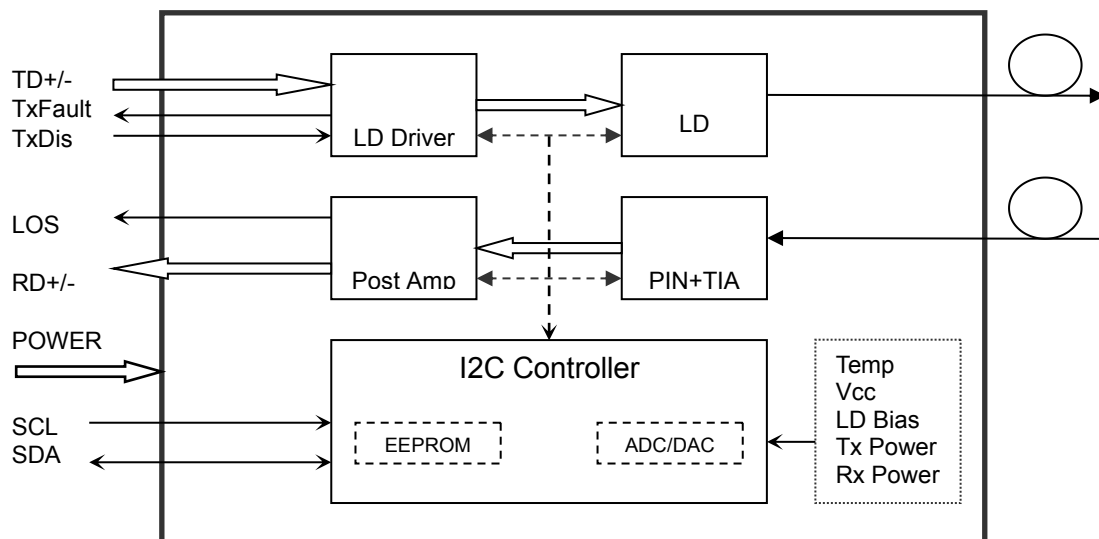 TD+/-
TxFault
TxDis
LD Driver
LD
LOS
RD+/-
Post Amp
PIN+TIA
POWER
I2C Controller
SCL
SDA
EEPROM
ADC/DAC
Temp
Vcc
LD Bias
Tx Power
Rx Power